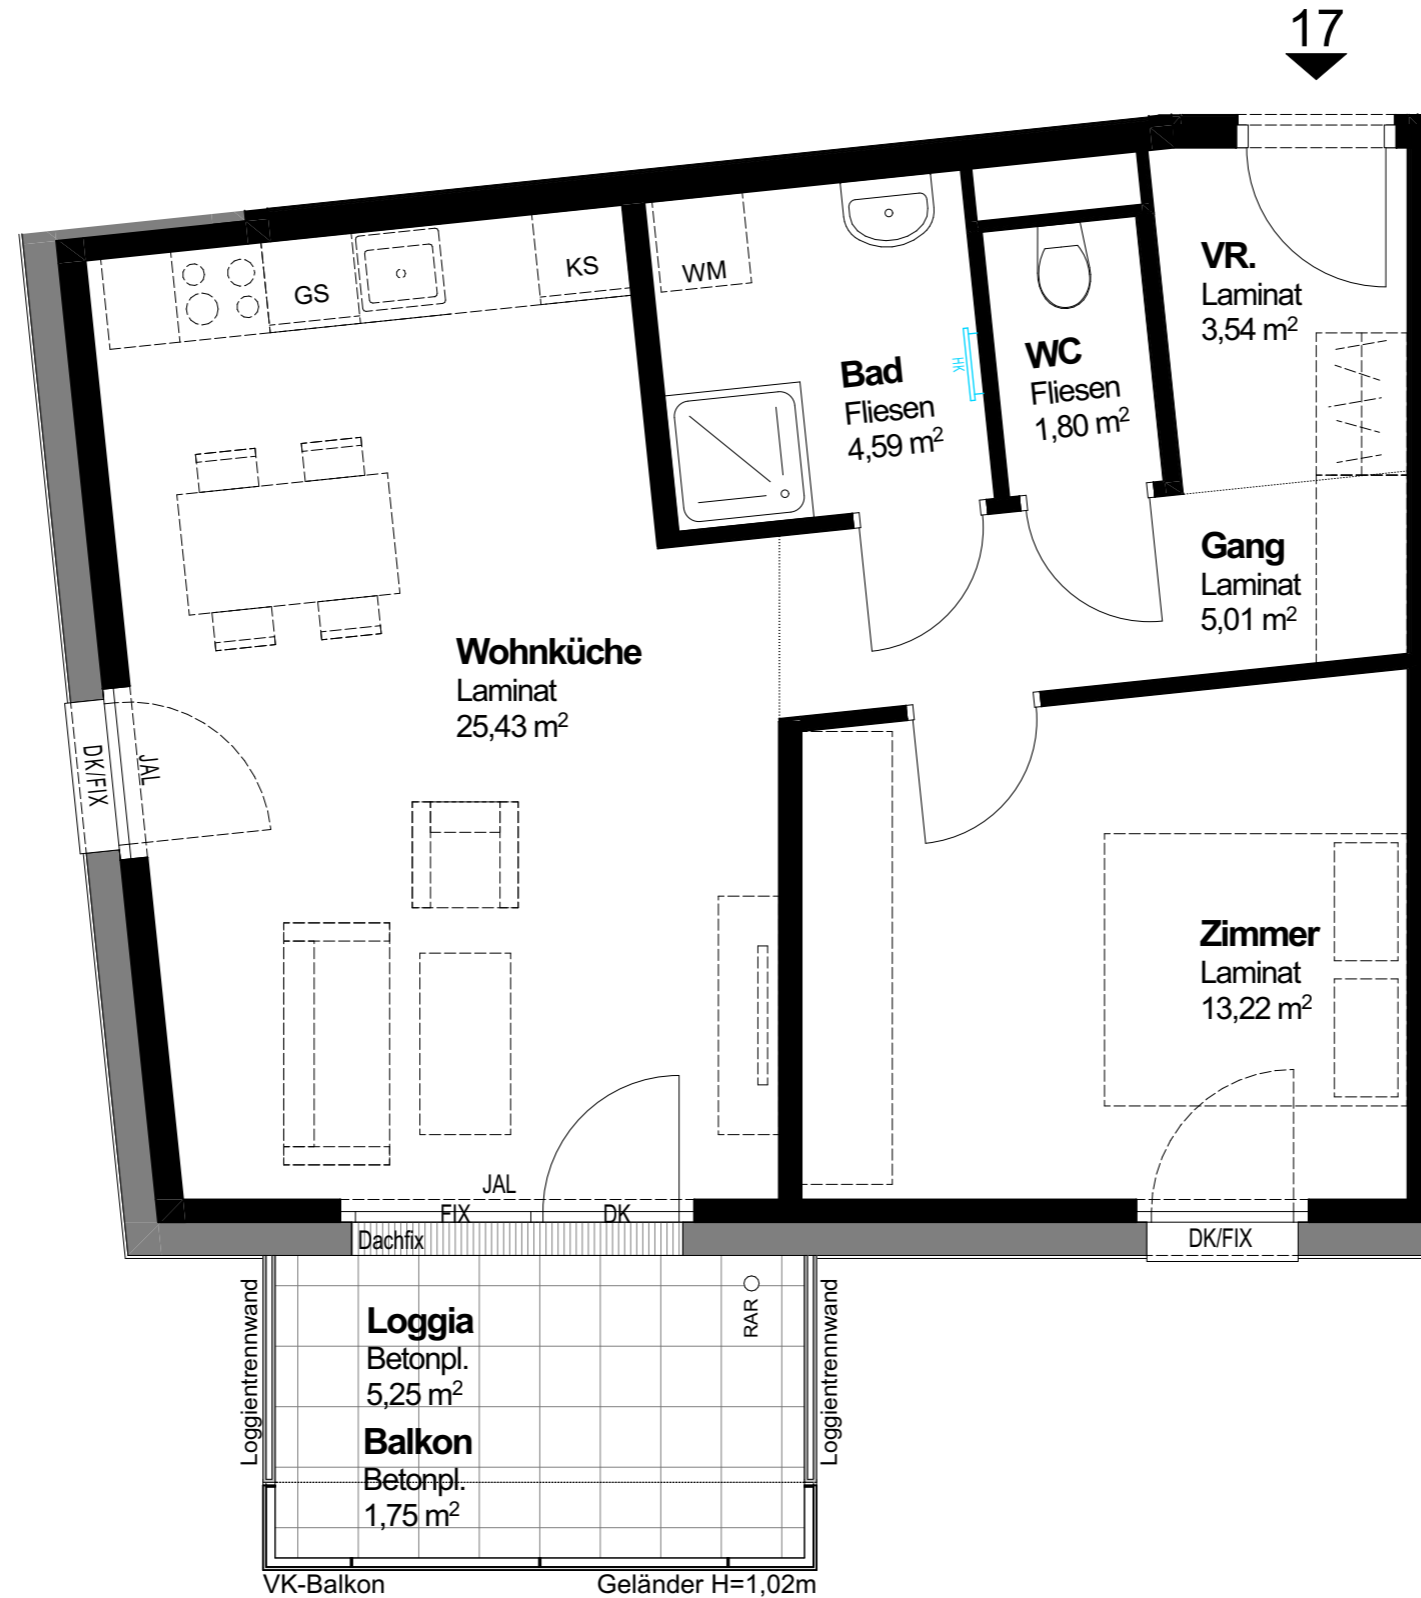 17
VR.
Laminat
3,54 m²
GS
KS
WM
Bad
Fliesen
4,59 m²
HK
WC
Fliesen
1,80 m²
Gang
Laminat
5,01 m²
Wohnküche
Laminat
25,43 m²
DK/FIX
JAL
Zimmer
Laminat
13,22 m²
JAL
FIX
DK
Dachfix
DK/FIX
Loggientrennwand
Loggia
Betonpl.
5,25 m²
RAR
Loggientrennwand
Balkon
Betonpl.
1,75 m²
VK-Balkon
Geländer H=1,02m